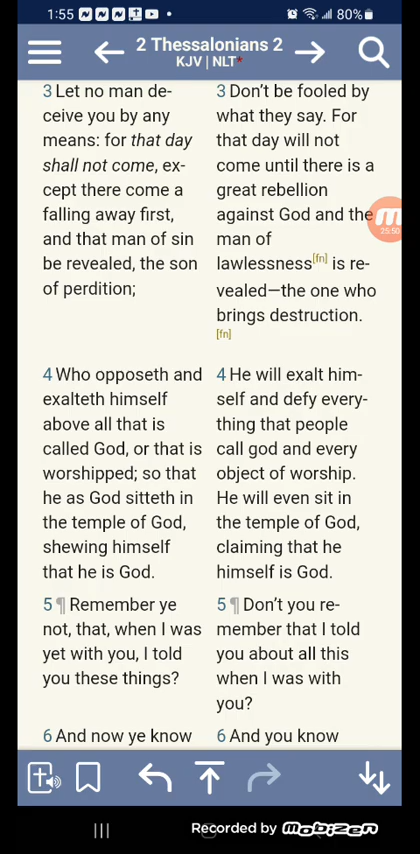 1:55 80%
2 Thessalonians 2
KJV | NLT*
3 Let no man de-
ceive you by any
means: for that day
shall not come, ex-
cept there come a
falling away first,
and that man of sin
be revealed, the son
of perdition;
3 Don't be fooled by
what they say. For
that day will not
come until there is a
great rebellion
against God and the
man of
lawlessness[fn] is re-
vealed—the one who
brings destruction.
[fn]
25:50
4 Who opposeth and
exalteth himself
above all that is
called God, or that is
worshipped; so that
he as God sitteth in
the temple of God,
shewing himself
that he is God.
4 He will exalt him-
self and defy every-
thing that people
call god and every
object of worship.
He will even sit in
the temple of God,
claiming that he
himself is God.
5 ¶ Remember ye
not, that, when I was
yet with you, I told
you these things?
5 ¶ Don't you re-
member that I told
you about all this
when I was with
you?
6 And now ye know
6 And you know
Recorded by mobizen